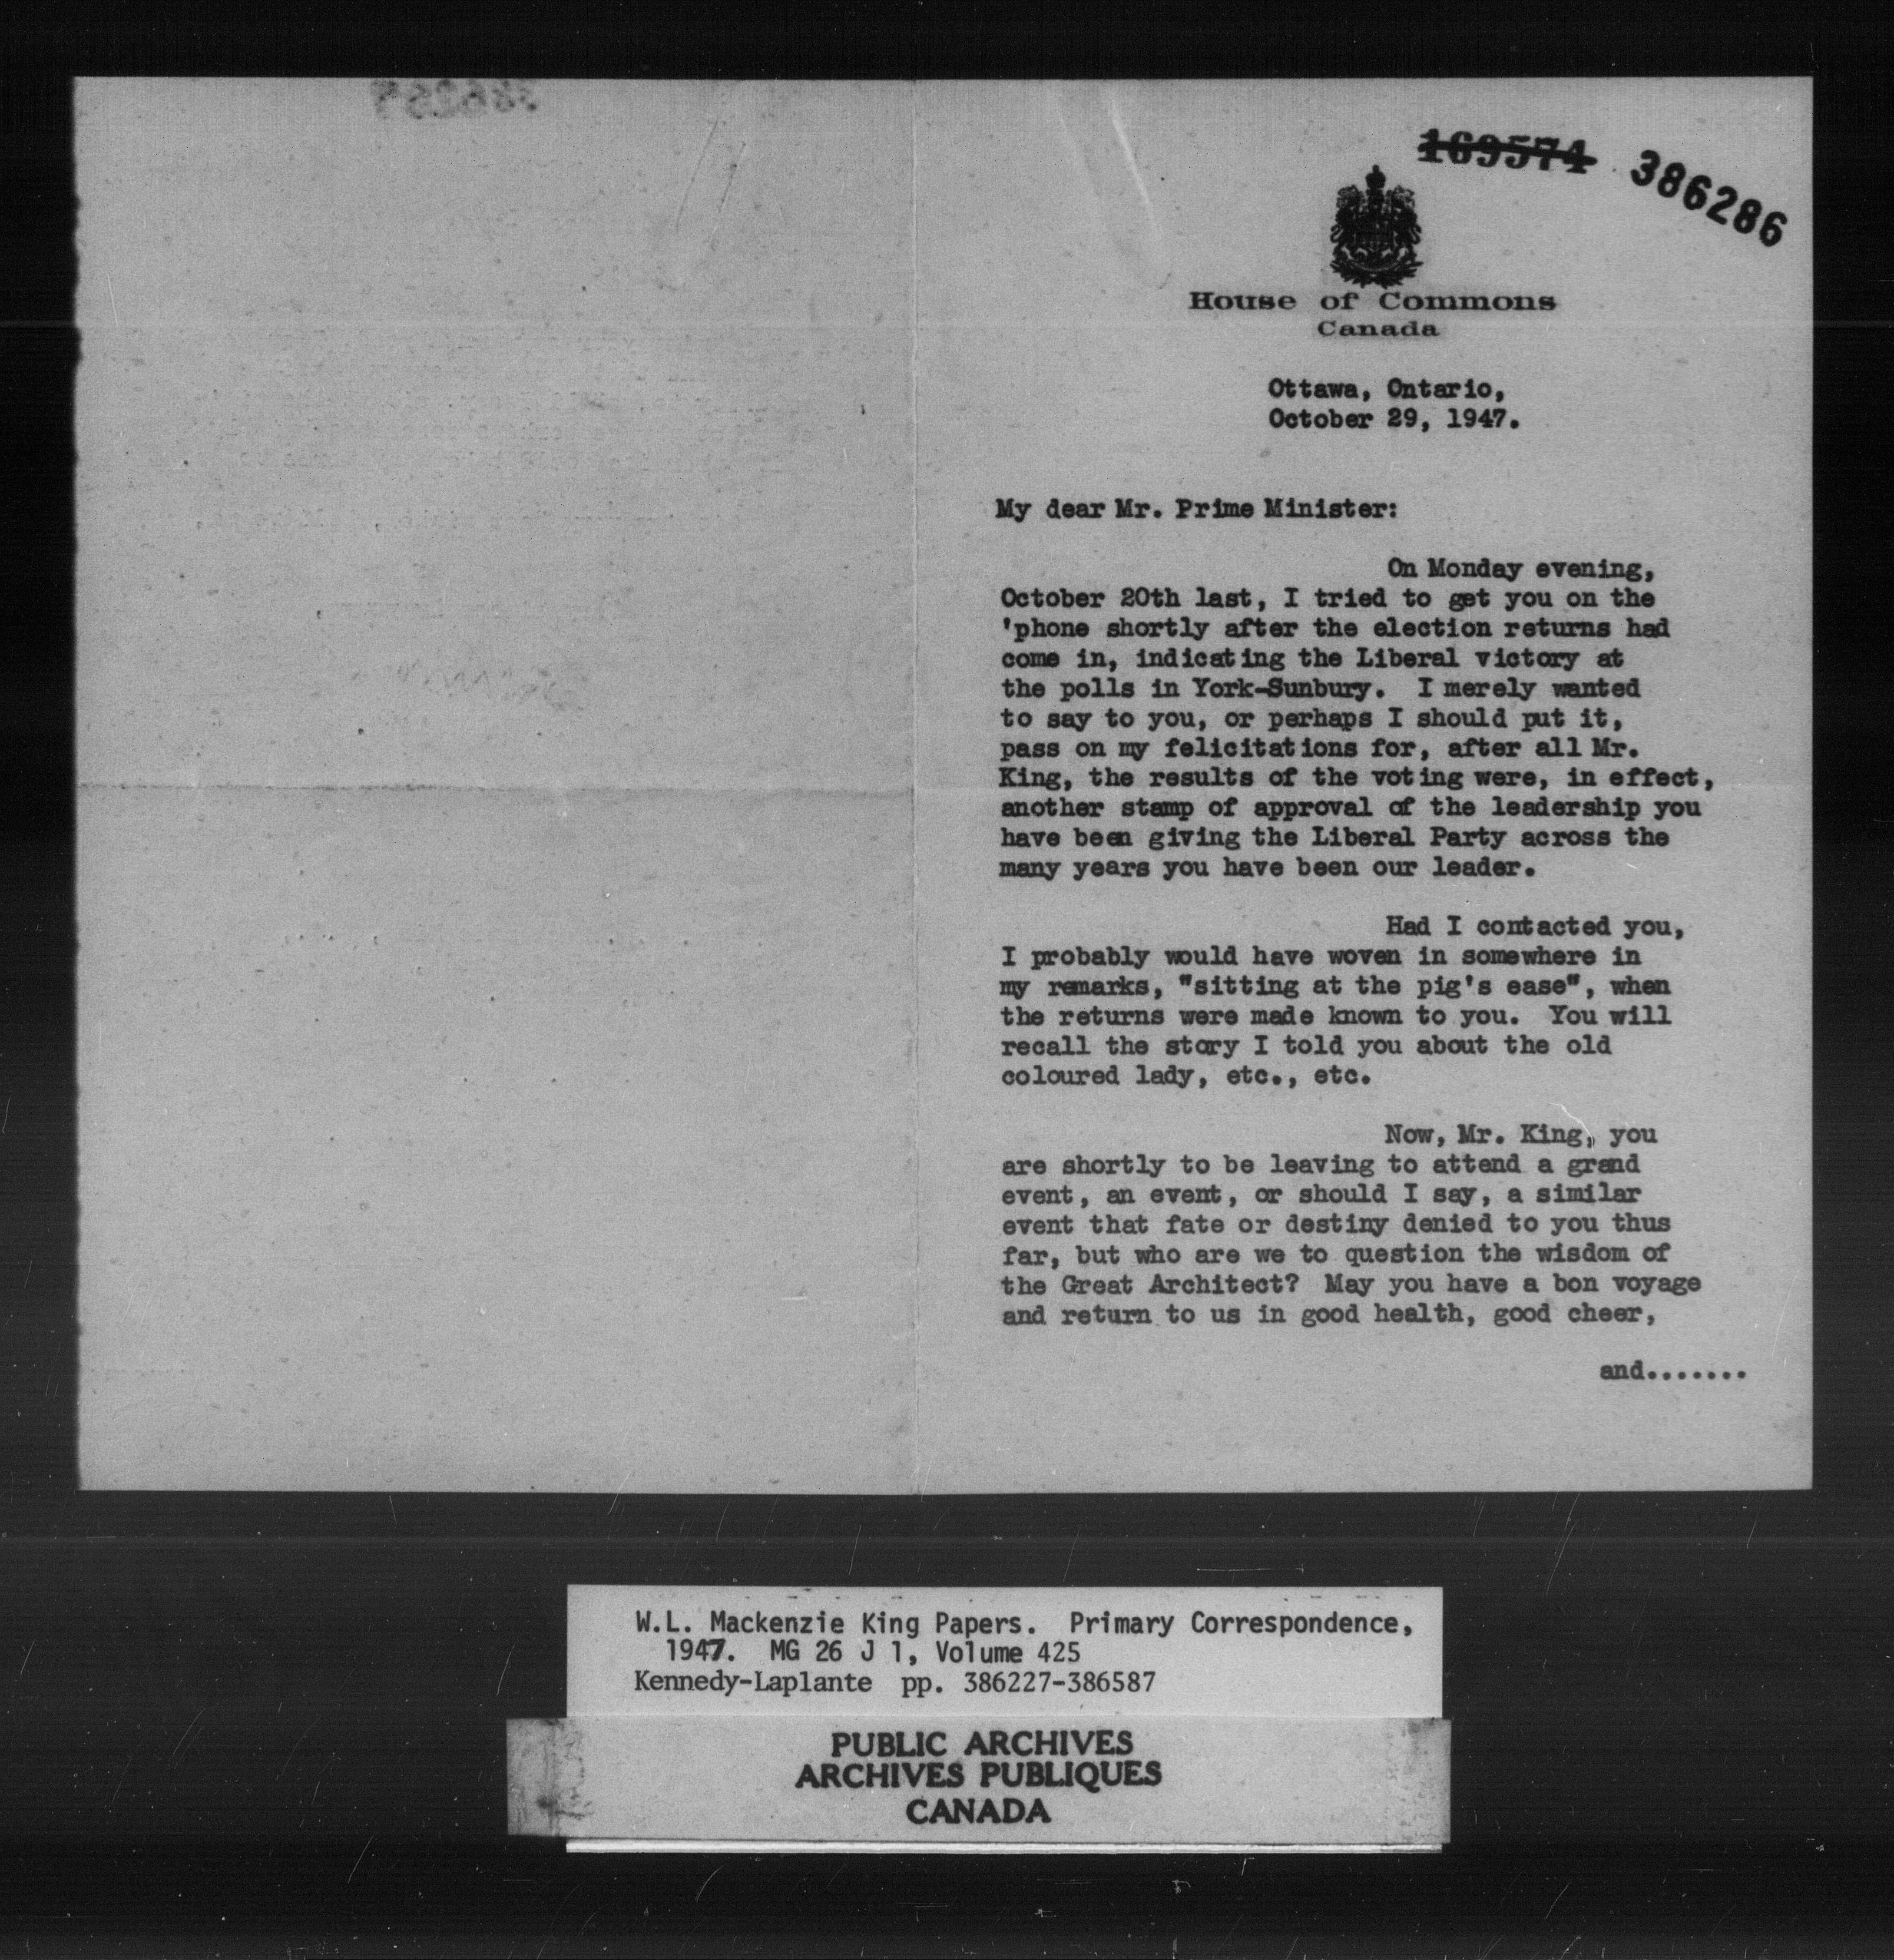 169574 386286
House of Commons
Canada
Ottawa, Ontario,
October 29, 1947.
My dear Mr. Prime Minister:
On Monday evening,
October 20th last, I tried to get you on the
'phone shortly after the election returns had
come in, indicating the Liberal victory at
the polls in York-Sunbury. I merely wanted
to say to you, or perhaps I should put it,
pass on my felicitations for, after all Mr.
King, the results of the voting were, in effect,
another stamp of approval of the leadership you
have been giving the Liberal Party across the
many years you have been our leader.
Had I contacted you,
I probably would have woven in somewhere in
my remarks, "sitting at the pig's ease", when
the returns were made known to you. You will
recall the story I told you about the old
coloured lady, etc., etc.
Now, Mr. King, you
are shortly to be leaving to attend a grand
event, an event, or should I say, a similar
event that fate or destiny denied to you thus
far, but who are we to question the wisdom of
the Great Architect? May you have a bon voyage
and return to us in good health, good cheer,
and........
W.L. Mackenzie King Papers. Primary Correspondence,
1947. MG 26 J 1, Volume 425
Kennedy-Laplante pp. 386227-386587
PUBLIC ARCHIVES
ARCHIVES PUBLIQUES
CANADA